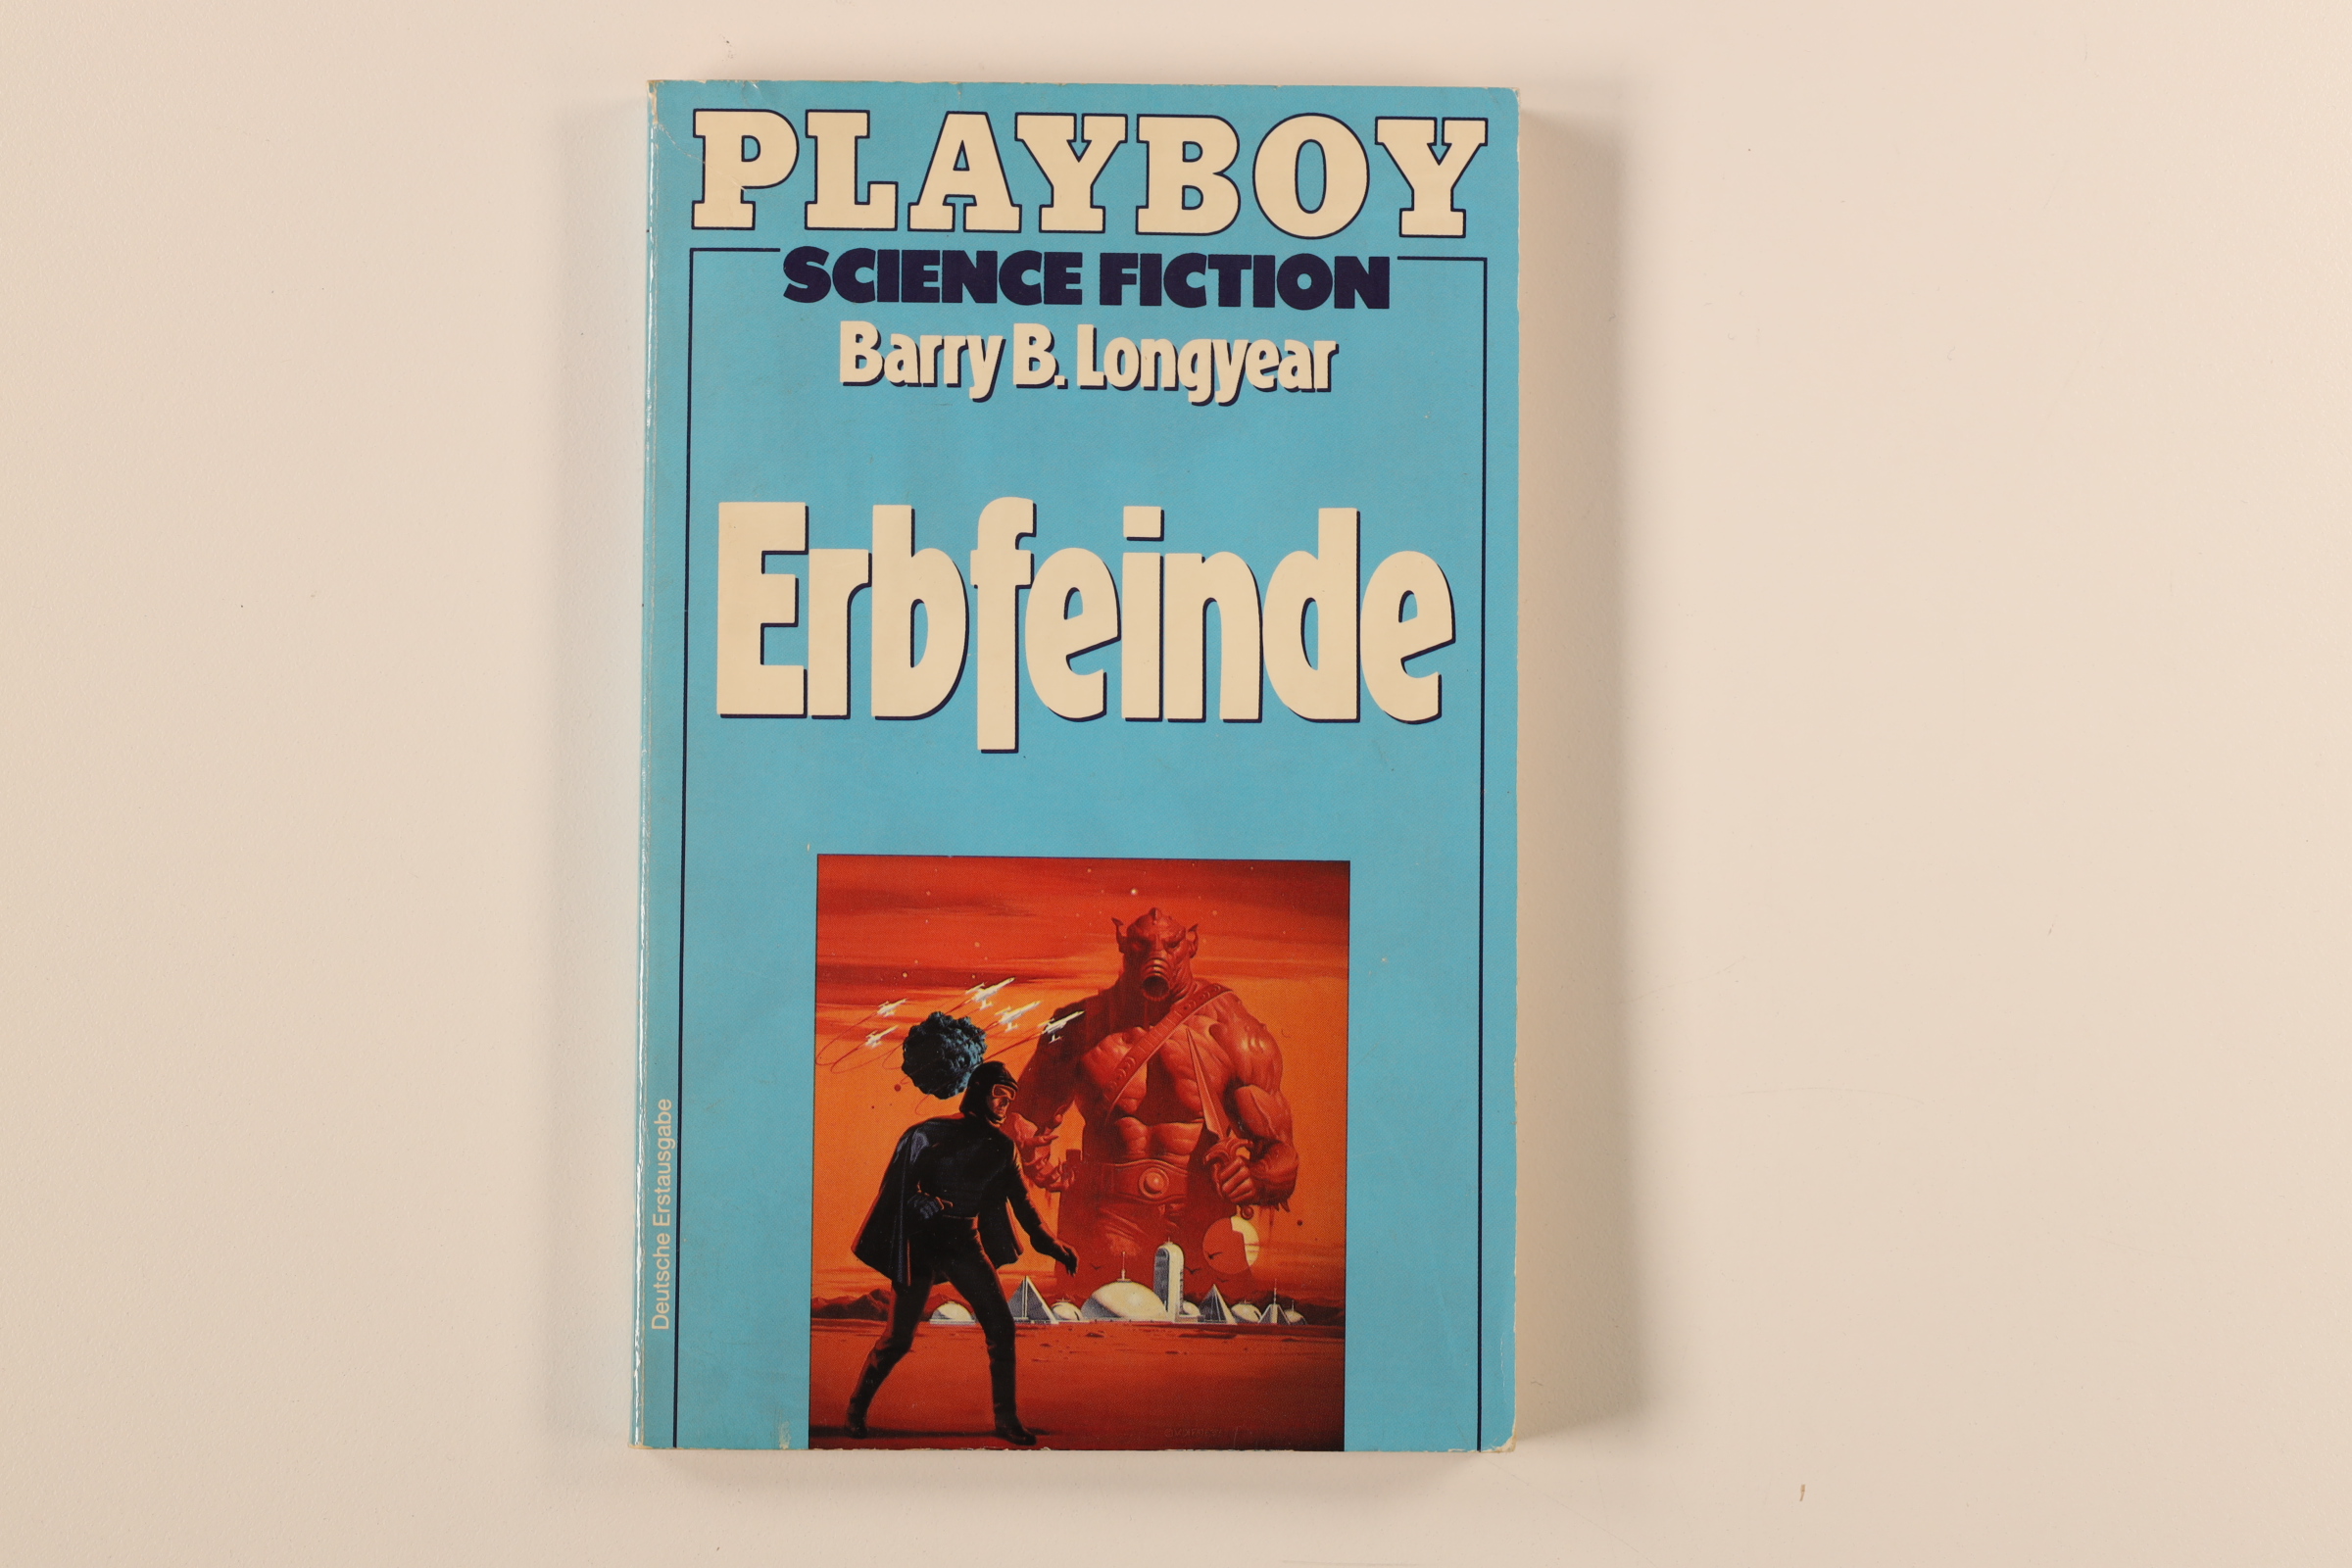 PLAYBOY
SCIENCE FICTION
Barry B. Longyear
Erbfeinde
Deutsche Erstausgabe